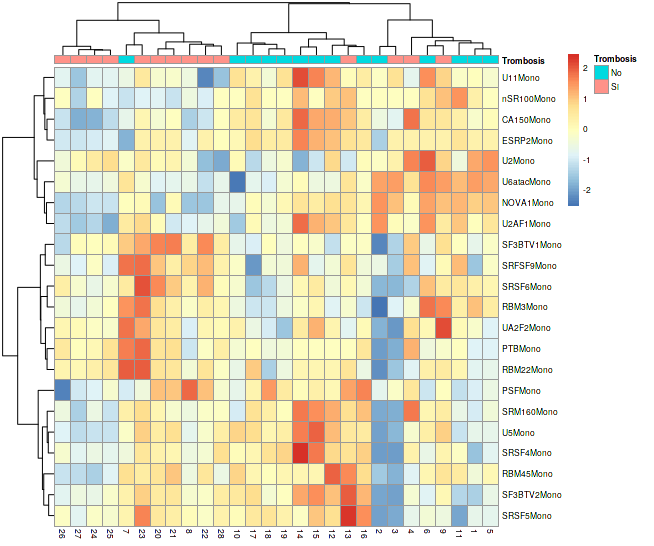 Trombosis
U11Mono
nSR100Mono
CA150Mono
ESRP2Mono
U2Mono
U6atacMono
NOVA1Mono
U2AF1Mono
SF3BTV1Mono
SRFSF9Mono
SRSF6Mono
RBM3Mono
UA2F2Mono
PTBMono
RBM22Mono
PSFMono
SRM160Mono
U5Mono
SRSF4Mono
RBM45Mono
SF3BTV2Mono
SRSF5Mono
26 27 24 25 7 23 20 21 8 22 28 10 17 18 19 14 15 12 13 16 2 3 4 6 9 11 1 5
2
1
0
-1
-2
Trombosis
No
SI